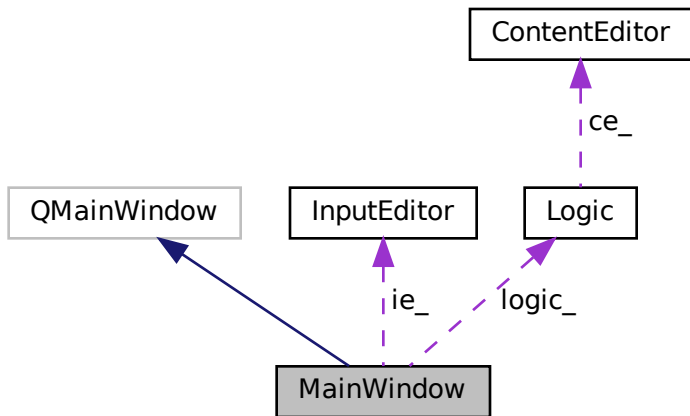 ContentEditor
ce_
QMainWindow
InputEditor
Logic
ie_
logic_
MainWindow